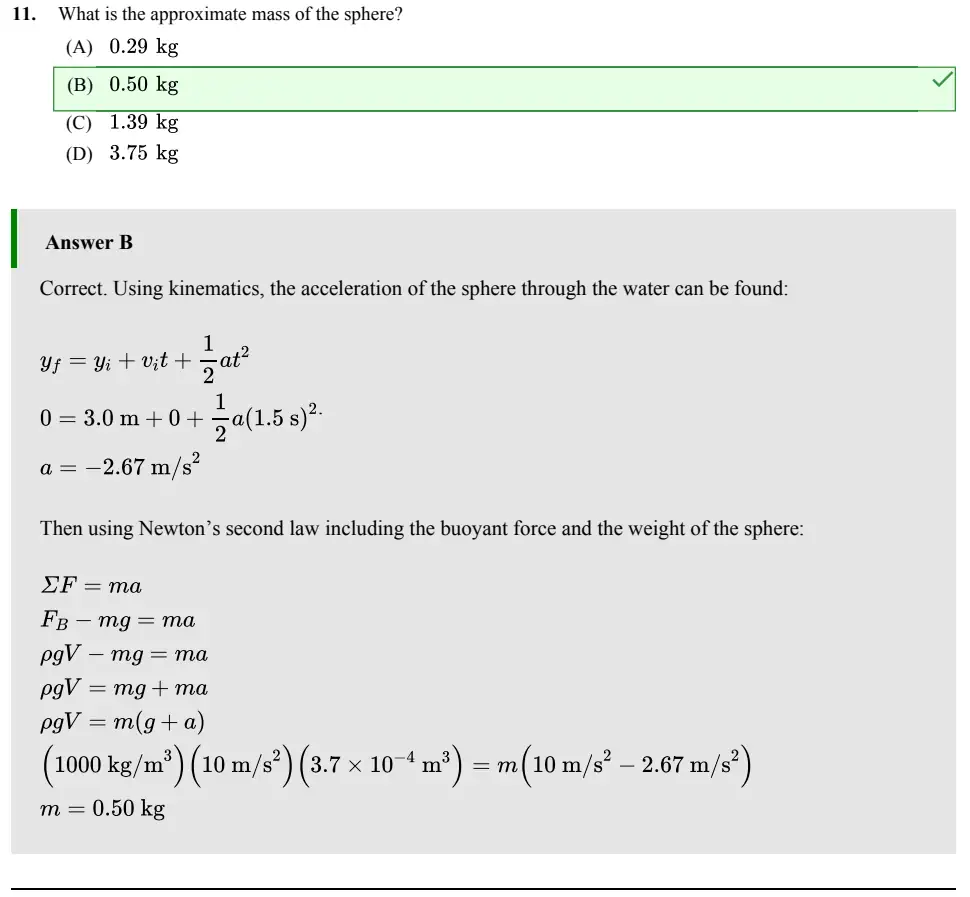 11. What is the approximate mass of the sphere?
(A) 0.29 kg
(B) 0.50 kg
(C) 1.39 kg
(D) 3.75 kg
Answer B
Correct. Using kinematics, the acceleration of the sphere through the water can be found:
y_f = y_i + v_i t + \frac{1}{2} at^2
0 = 3.0 m + 0 + \frac{1}{2} a(1.5 s)^2.
a = −2.67 m/s^2
Then using Newton’s second law including the buoyant force and the weight of the sphere:
ΣF = ma
F_B − mg = ma
ρgV − mg = ma
ρgV = mg + ma
ρgV = m(g + a)
(1000 kg/m^3)(10 m/s^2)(3.7 × 10^{−4} m^3) = m(10 m/s^2 − 2.67 m/s^2)
m = 0.50 kg